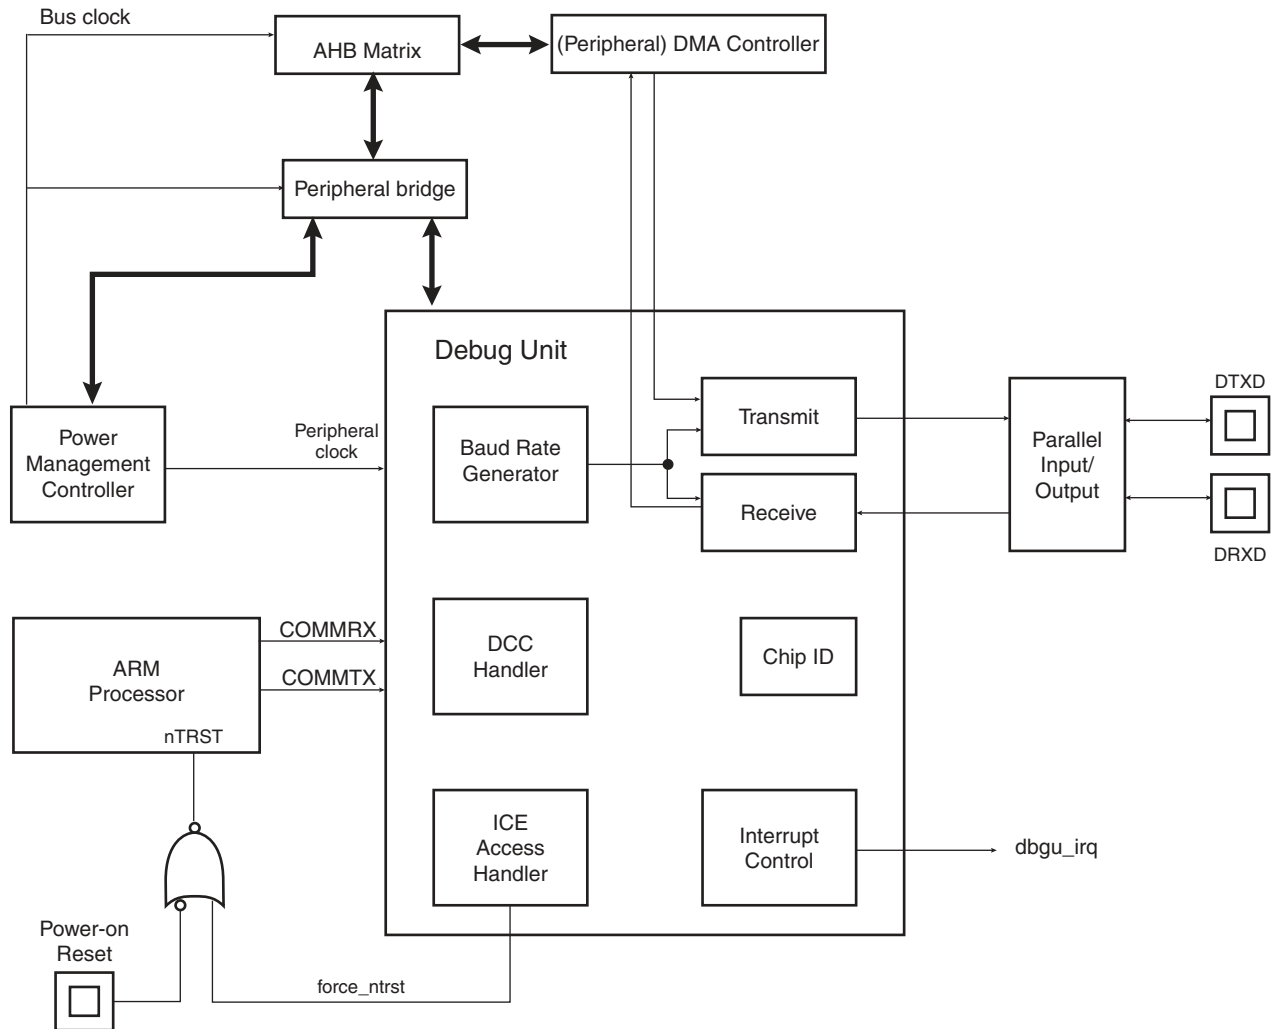 Bus clock
AHB Matrix
(Peripheral) DMA Controller
Peripheral bridge
Debug Unit
Power
Management
Controller
Peripheral
clock
Baud Rate
Generator
Transmit
Receive
Parallel
Input/
Output
DTXD
DRXD
ARM
Processor
nTRST
COMMRX
COMMTX
DCC
Handler
Chip ID
ICE
Access
Handler
Interrupt
Control
dbgu_irq
Power-on
Reset
force_ntrst